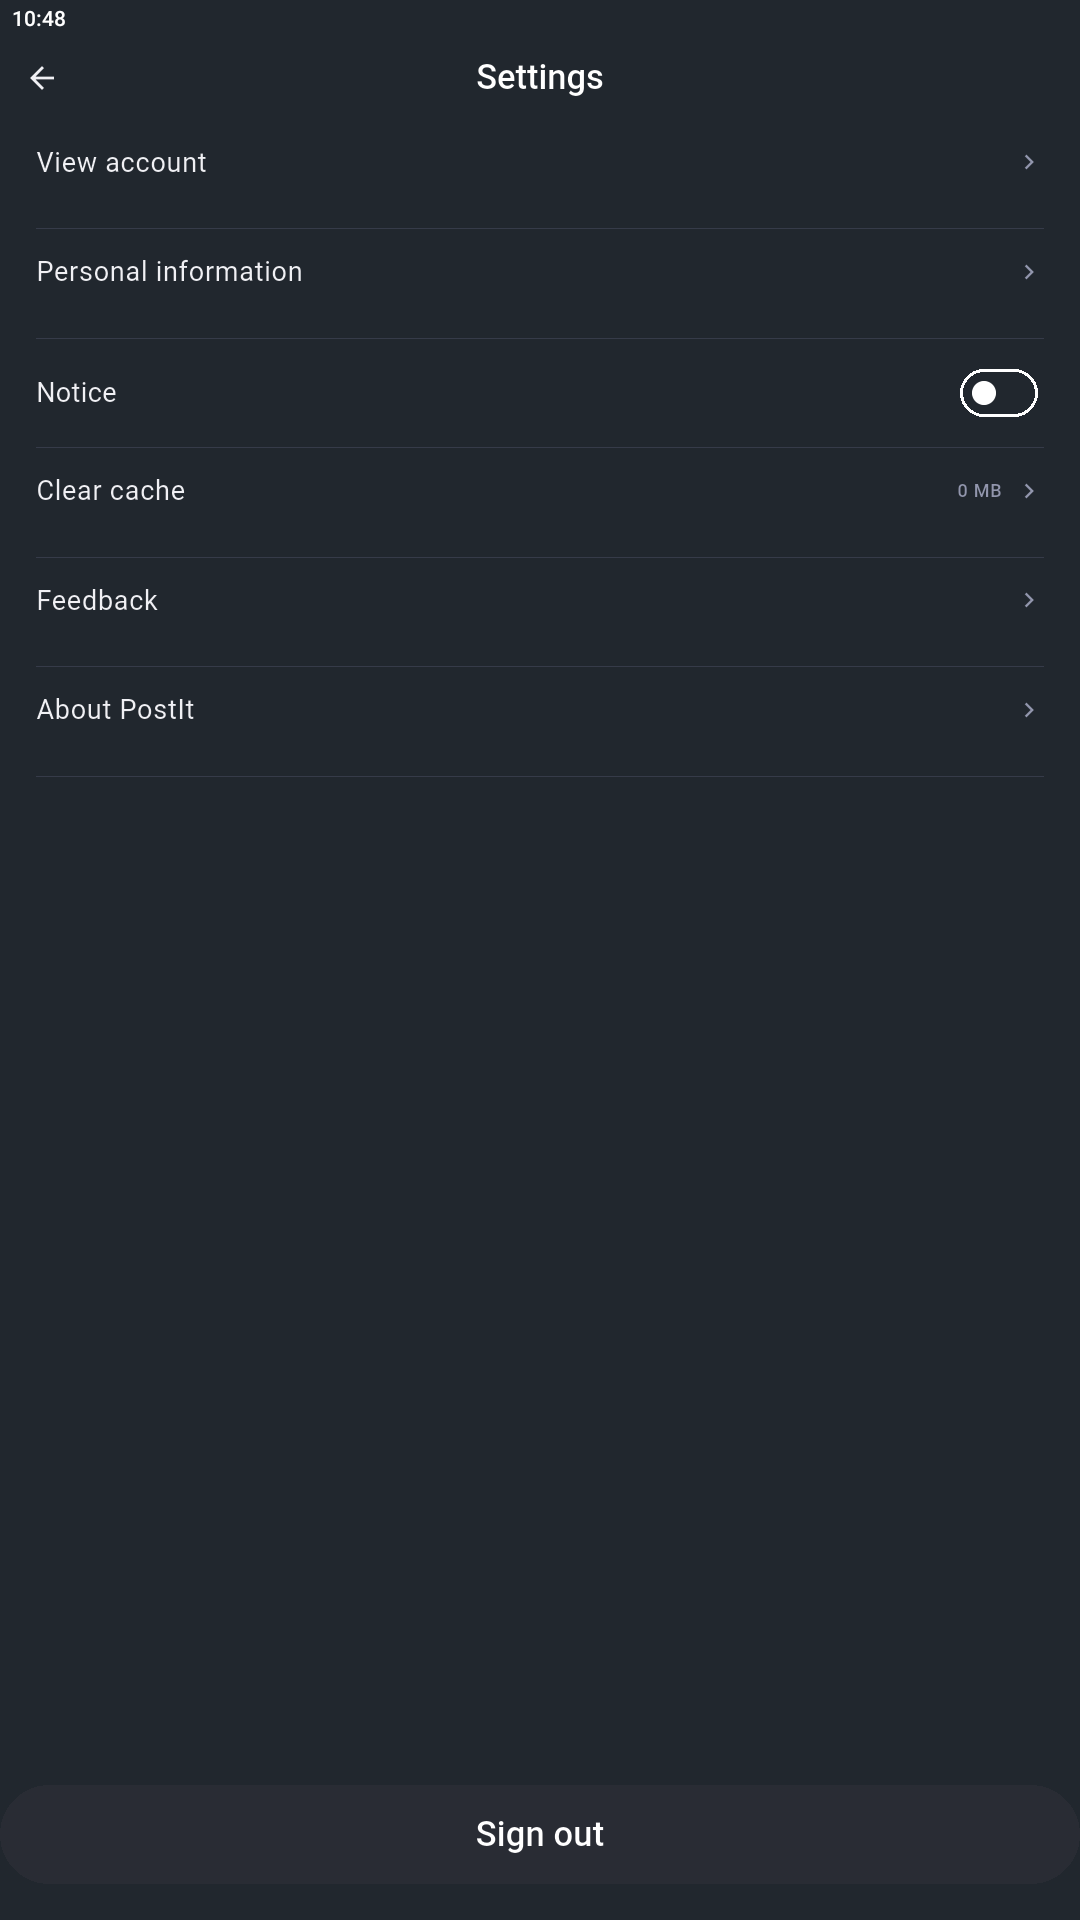 10:48
Settings
View account
Personal information
Notice
Clear cache 0 MB
Feedback
About PostIt
Sign out